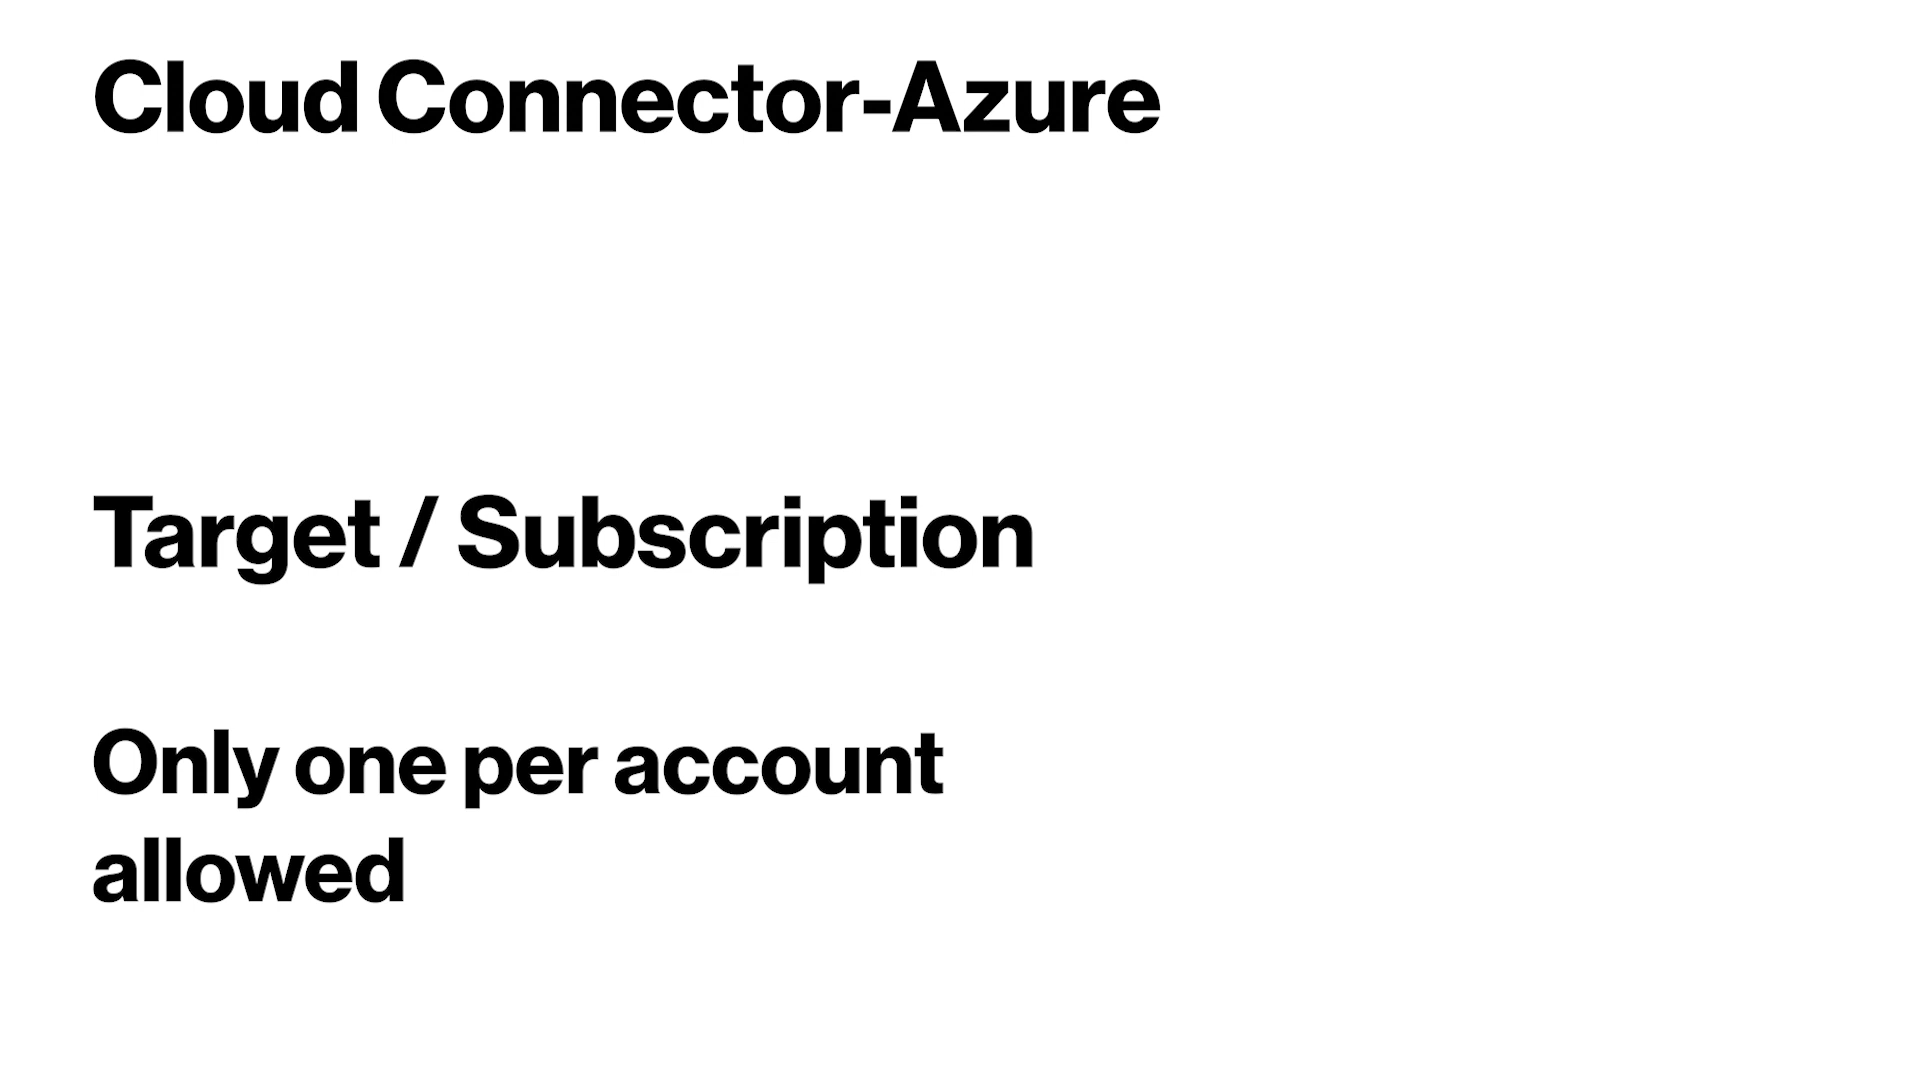 Cloud Connector-Azure
Target / Subscription
Only one per account
allowed